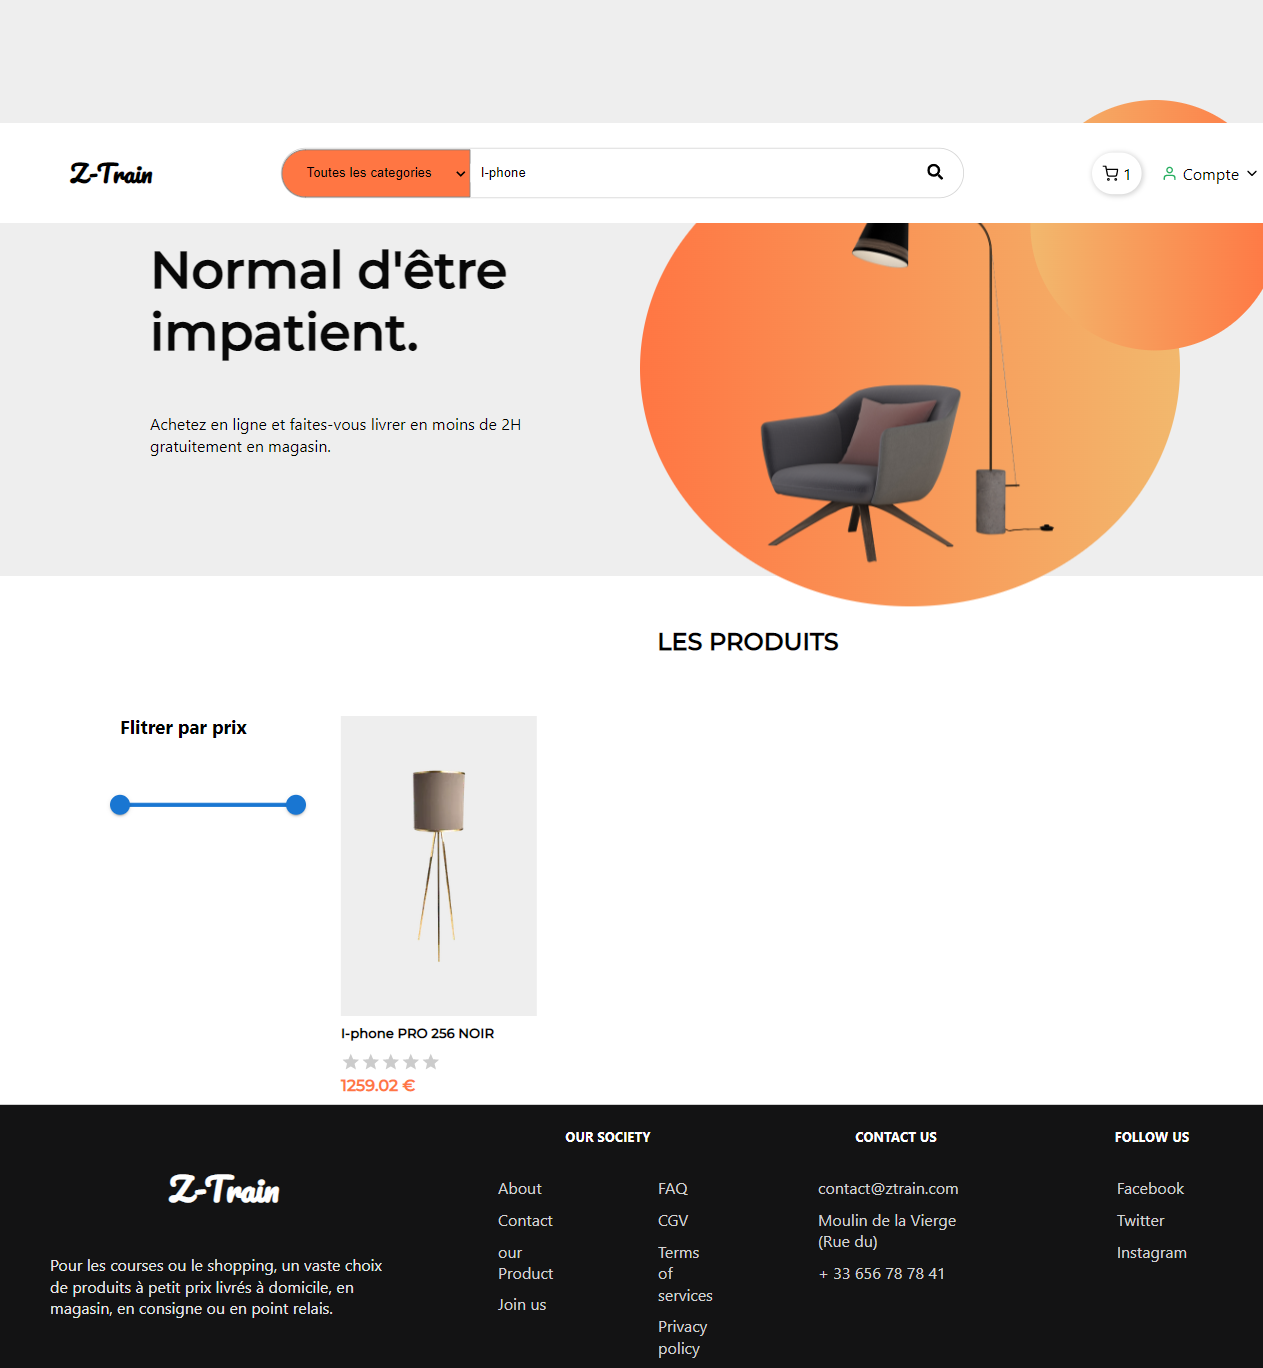 Z-Train
Toutes les categories
I-phone
1
Compte
Normal d'être
impatient.
Achetez en ligne et faites-vous livrer en moins de 2H
gratuitement en magasin.
LES PRODUITS
Flitrer par prix
I-phone PRO 256 NOIR
1259.02 €
Z-Train
Pour les courses ou le shopping, un vaste choix
de produits à petit prix livrés à domicile, en
magasin, en consigne ou en point relais.
OUR SOCIETY
About
Contact
our
Product
Join us
FAQ
CGV
Terms
of
services
Privacy
policy
CONTACT US
contact@ztrain.com
Moulin de la Vierge
(Rue du)
+ 33 656 78 78 41
FOLLOW US
Facebook
Twitter
Instagram